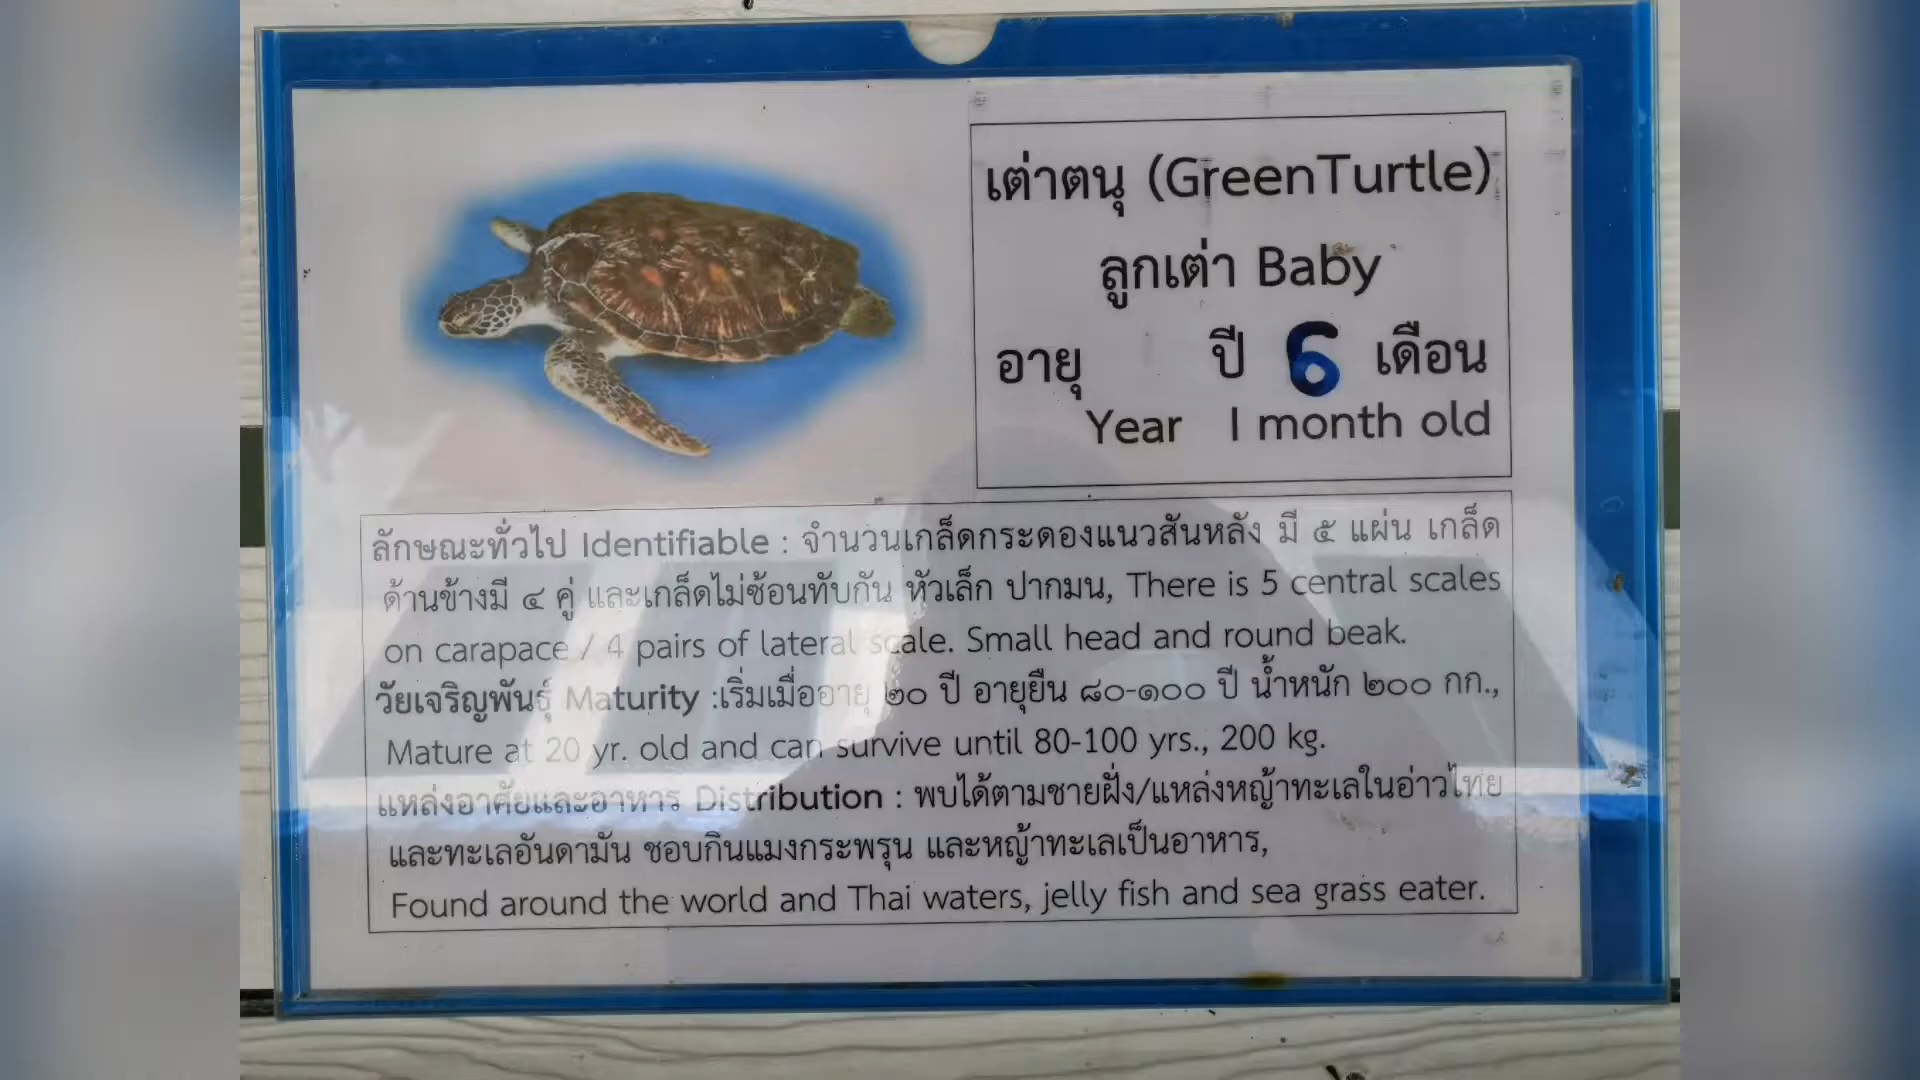 เต่าตนุ (GreenTurtle)
ลูกเต่า Baby
อายุ ปี 6 เดือน
Year 1 month old
ลักษณะทั่วไป Identifiable : จำนวนเกล็ดกระดองแนวสันหลัง มี ๕ แผ่น เกล็ด
ด้านข้างมี ๔ คู่ และเกล็ดไม่ซ้อนทับกัน หัวเล็ก ปากมน, There is 5 central scales
on carapace / 4 pairs of lateral scale. Small head and round beak.
วัยเจริญพันธุ์ Maturity :เริ่มเมื่ออายุ ๒๐ ปี อายุยืน ๘๐-๑๐๐ ปี น้ำหนัก ๒๐๐ กก.,
Mature at 20 yr. old and can survive until 80-100 yrs., 200 kg.
แหล่งอาศัยและอาหาร Distribution : พบได้ตามชายฝั่ง/แหล่งหญ้าทะเลในอ่าวไทย
และทะเลอันดามัน ชอบกินแมงกระพรุน และหญ้าทะเลเป็นอาหาร,
Found around the world and Thai waters, jelly fish and sea grass eater.